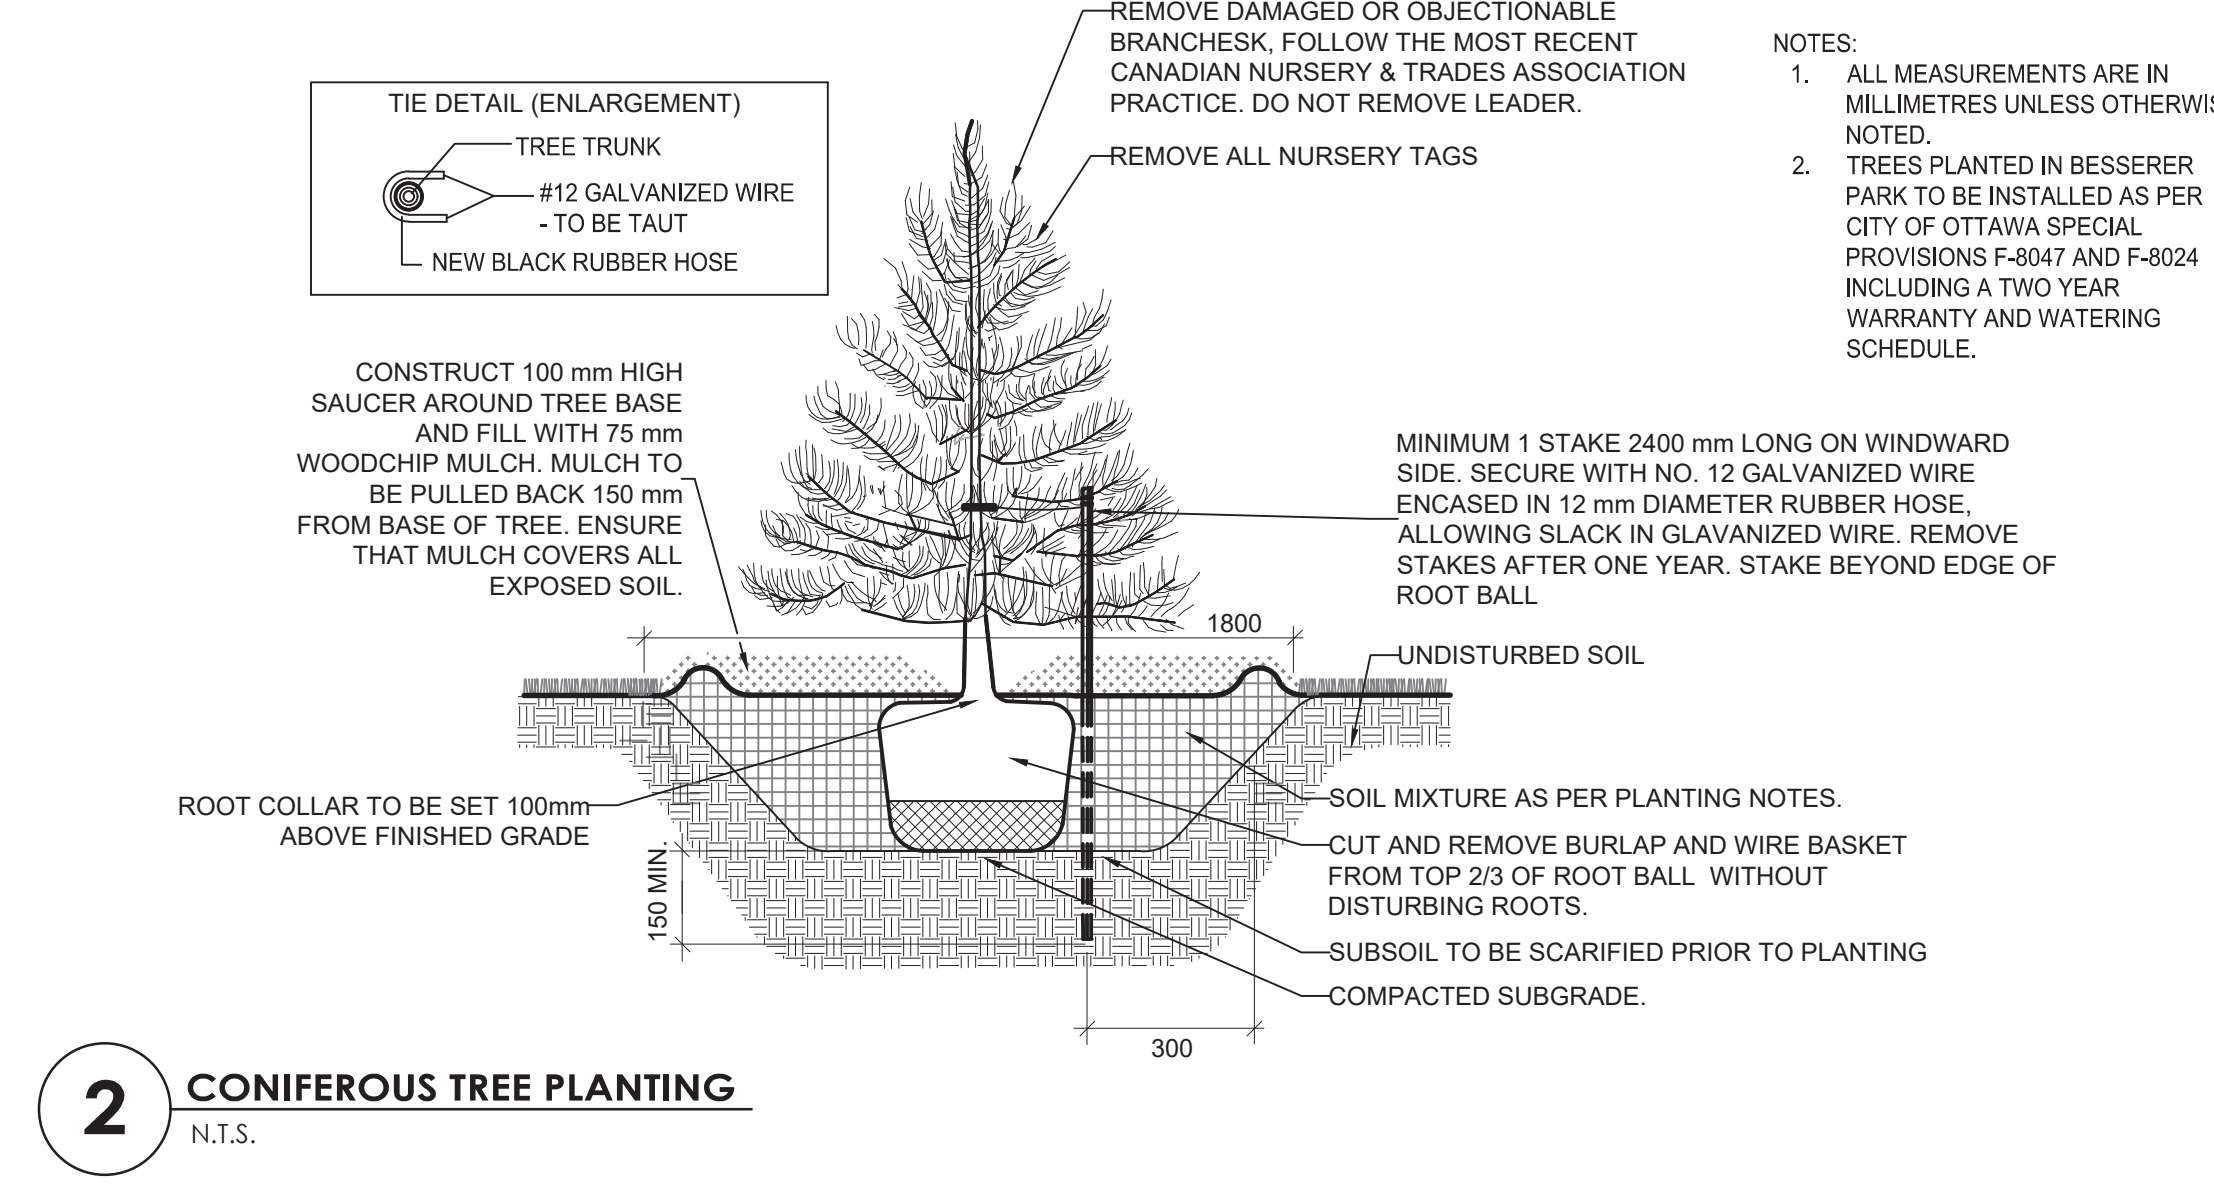 REMOVE DAMAGED OR OBJECTIONABLE
BRANCHESK, FOLLOW THE MOST RECENT
CANADIAN NURSERY & TRADES ASSOCIATION
PRACTICE. DO NOT REMOVE LEADER.
REMOVE ALL NURSERY TAGS
NOTES:
1. ALL MEASUREMENTS ARE IN
MILLIMETRES UNLESS OTHERWIS
NOTED.
2. TREES PLANTED IN BESSERER
PARK TO BE INSTALLED AS PER
CITY OF OTTAWA SPECIAL
PROVISIONS F-8047 AND F-8024
INCLUDING A TWO YEAR
WARRANTY AND WATERING
SCHEDULE.
TIE DETAIL (ENLARGEMENT)
TREE TRUNK
#12 GALVANIZED WIRE
- TO BE TAUT
NEW BLACK RUBBER HOSE
CONSTRUCT 100 mm HIGH
SAUCER AROUND TREE BASE
AND FILL WITH 75 mm
WOODCHIP MULCH. MULCH TO
BE PULLED BACK 150 mm
FROM BASE OF TREE. ENSURE
THAT MULCH COVERS ALL
EXPOSED SOIL.
MINIMUM 1 STAKE 2400 mm LONG ON WINDWARD
SIDE. SECURE WITH NO. 12 GALVANIZED WIRE
ENCASED IN 12 mm DIAMETER RUBBER HOSE,
ALLOWING SLACK IN GLAVANIZED WIRE. REMOVE
STAKES AFTER ONE YEAR. STAKE BEYOND EDGE OF
ROOT BALL
1800
UNDISTURBED SOIL
ROOT COLLAR TO BE SET 100mm
ABOVE FINISHED GRADE
150 MIN.
SOIL MIXTURE AS PER PLANTING NOTES.
CUT AND REMOVE BURLAP AND WIRE BASKET
FROM TOP 2/3 OF ROOT BALL WITHOUT
DISTURBING ROOTS.
SUBSOIL TO BE SCARIFIED PRIOR TO PLANTING
COMPACTED SUBGRADE.
300
2
CONIFEROUS TREE PLANTING
N.T.S.